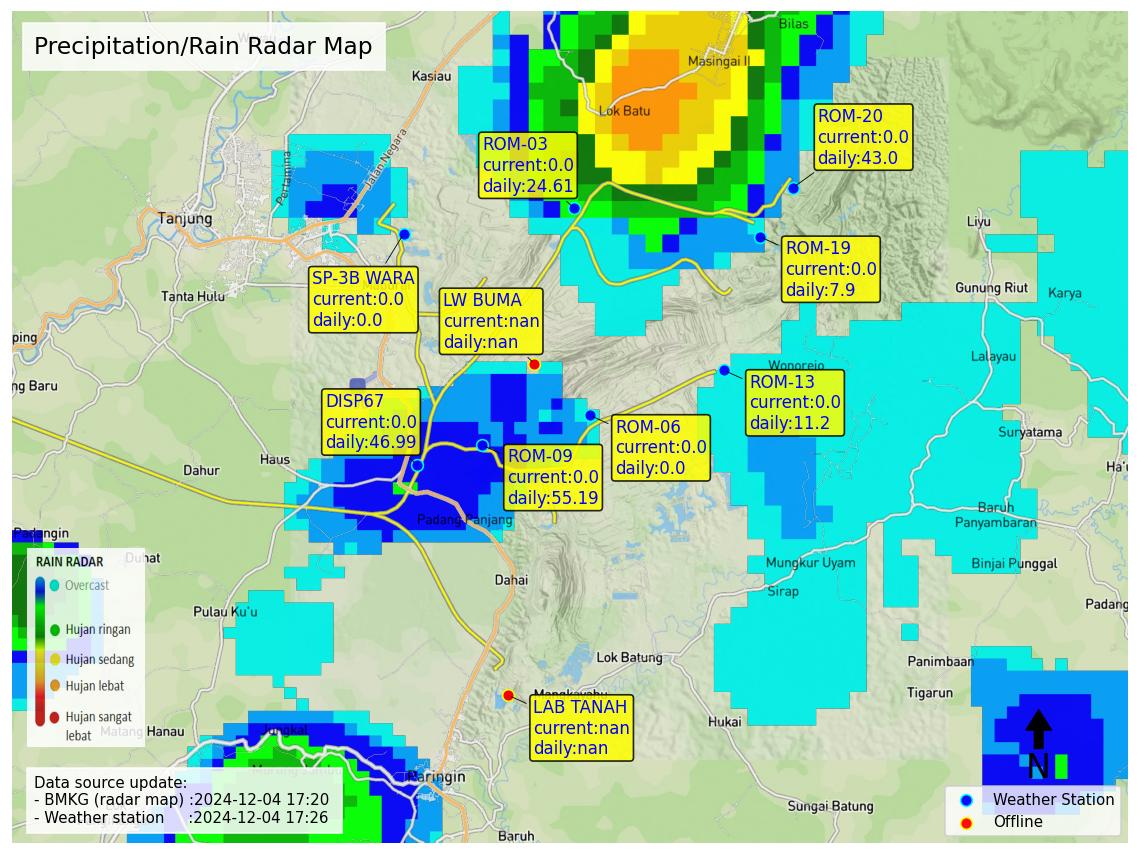 Precipitation/Rain Radar Map
Bilas
Masingai II
Kasiau
Lok Batu
ROM-20
current:0.0
daily:43.0
ROM-03
current:0.0
daily:24.61
Jalan Negara
Pertamina
Tanjung
Liyu
ROM-19
current:0.0
daily:7.9
SP-3B WARA
current:0.0
daily:0.0
Tanta Hulu
LW BUMA
current:nan
daily:nan
Gunung Riut
Karya
ping
Lalayau
Wonorejo
ng Baru
ROM-13
current:0.0
daily:11.2
DISP67
current:0.0
daily:46.99
ROM-06
current:0.0
daily:0.0
Suryatama
Haus
Dahur
ROM-09
current:0.0
daily:55.19
Ha'u
Baruh
Panyambaran
Padang Panjang
Padangin
Duhat
RAIN RADAR
Overcast
Hujan ringan
Hujan sedang
Hujan lebat
Hujan sangat
lebat
Mungkur Uyam
Binjai Punggal
Dahai
Sirap
Pulau Ku'u
Padang
Lok Batung
Panimbaan
Tigarun
Mangkayahu
LAB TANAH
current:nan
daily:nan
Hukai
Matang Hanau
Jungkal
Murung Jambu
Paringin
N
Data source update:
- BMKG (radar map) :2024-12-04 17:20
- Weather station :2024-12-04 17:26
Sungai Batung
Baruh
Weather Station
Offline